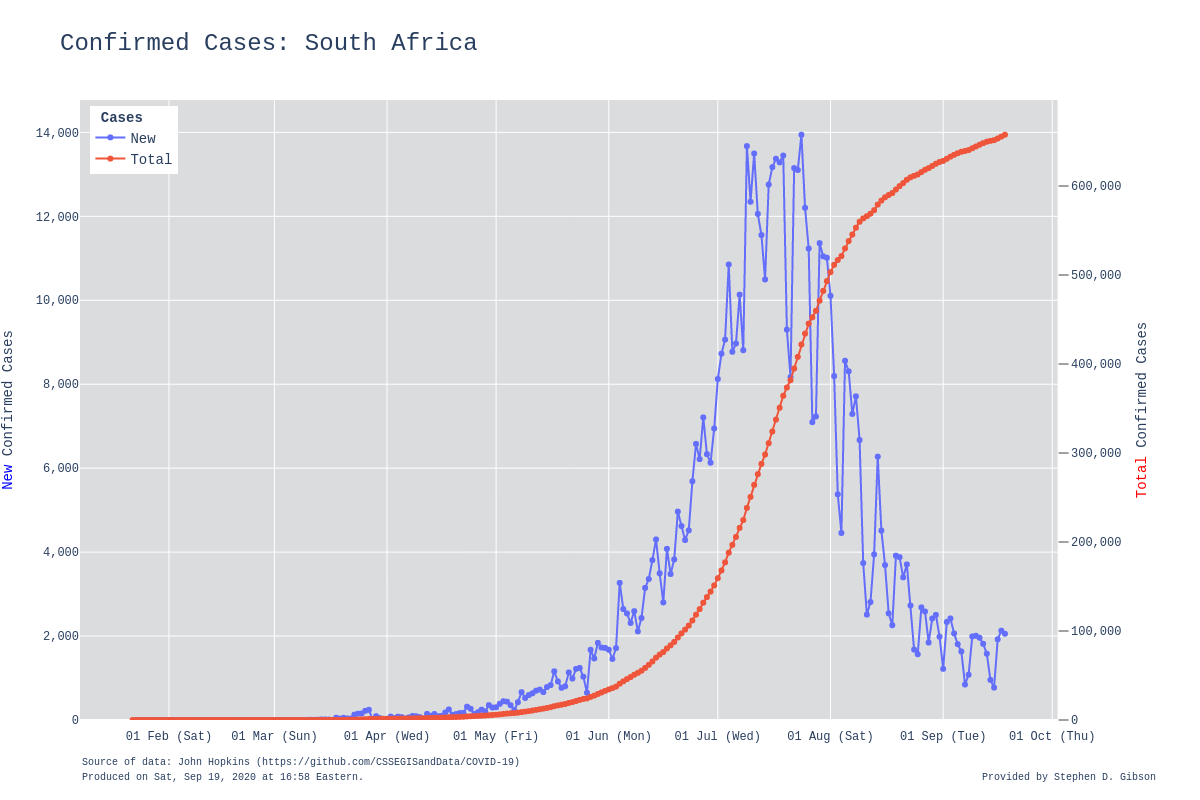 Confirmed Cases: South Africa
Cases
New
Total
14,000
12,000
10,000
8,000
6,000
4,000
2,000
0
New Confirmed Cases
600,000
500,000
400,000
300,000
200,000
100,000
0
Total Confirmed Cases
01 Feb (Sat) 01 Mar (Sun) 01 Apr (Wed) 01 May (Fri) 01 Jun (Mon) 01 Jul (Wed) 01 Aug (Sat) 01 Sep (Tue) 01 Oct (Thu)
Source of data: John Hopkins (https://github.com/CSSEGISandData/COVID-19)
Produced on Sat, Sep 19, 2020 at 16:58 Eastern.
Provided by Stephen D. Gibson